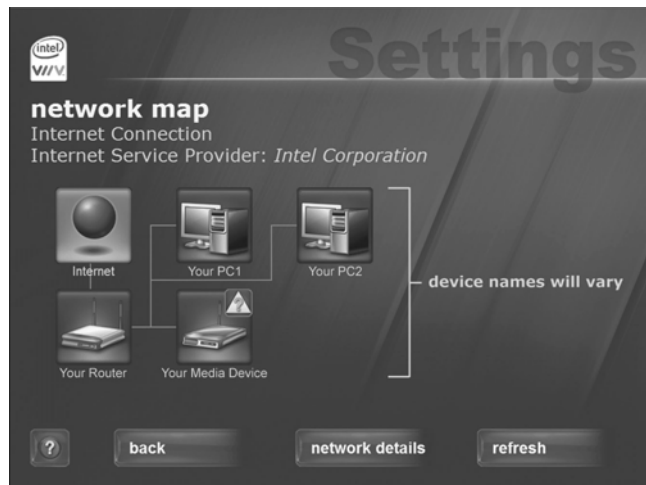 intel
VIIV
Settings
network map
Internet Connection
Internet Service Provider: Intel Corporation
Internet
Your PC1
Your PC2
device names will vary
Your Router
Your Media Device
?
?
back
network details
refresh